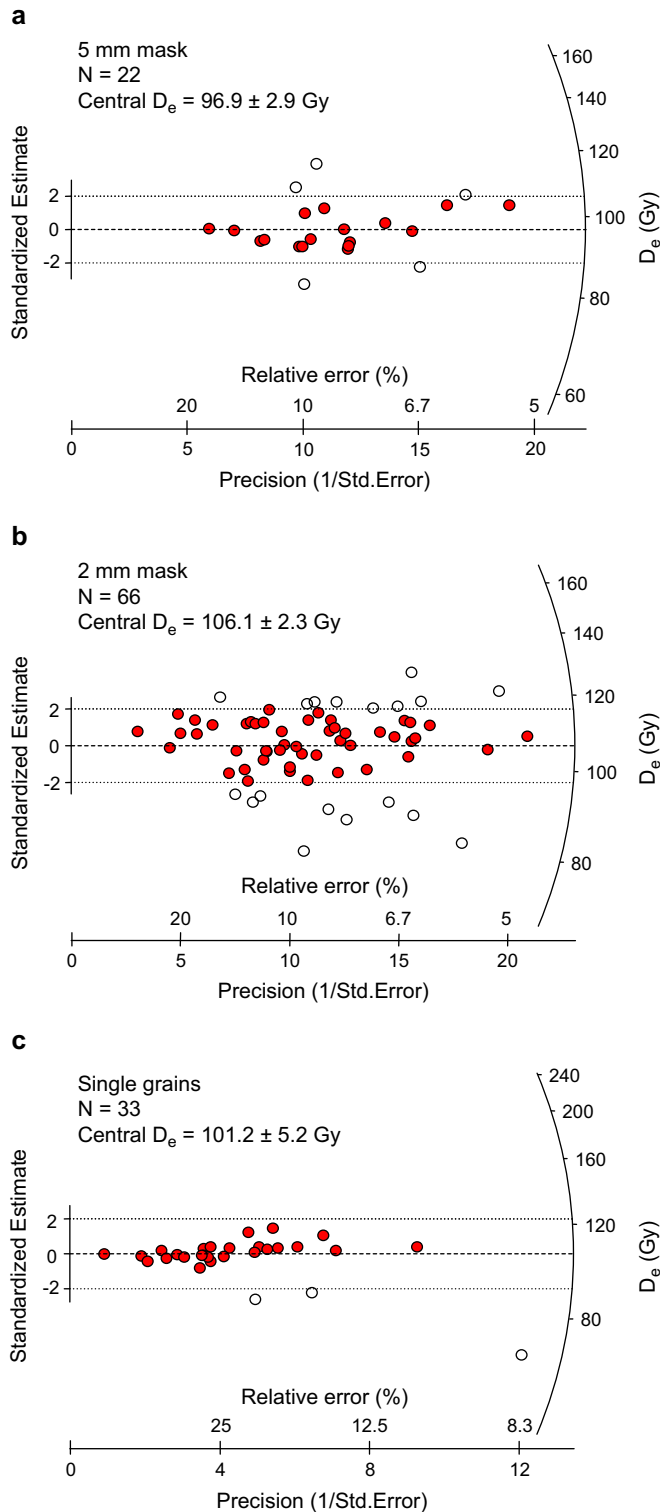 a
5 mm mask
N = 22
Central De = 96.9 ± 2.9 Gy
Standardized Estimate
2
0
-2
160
140
120
100
80
60
De (Gy)
Relative error (%)
20 10 6.7 5
0 5 10 15 20
Precision (1/Std.Error)
b
2 mm mask
N = 66
Central De = 106.1 ± 2.3 Gy
Standardized Estimate
2
0
-2
160
140
120
100
80
De (Gy)
Relative error (%)
20 10 6.7 5
0 5 10 15 20
Precision (1/Std.Error)
c
Single grains
N = 33
Central De = 101.2 ± 5.2 Gy
Standardized Estimate
2
0
-2
240
200
160
120
80
De (Gy)
Relative error (%)
25 12.5 8.3
0 4 8 12
Precision (1/Std.Error)